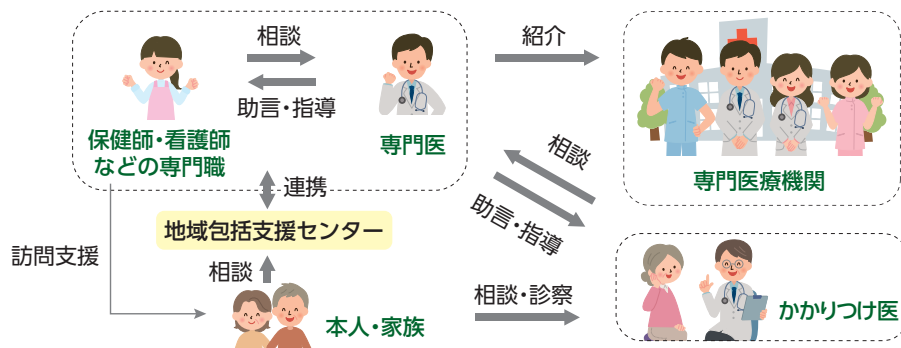 相談
助言・指導
保健師・看護師
などの専門職
専門医
紹介
専門医療機関
連携
相談
助言・指導
地域包括支援センター
訪問支援
相談
本人・家族
相談・診察
かかりつけ医